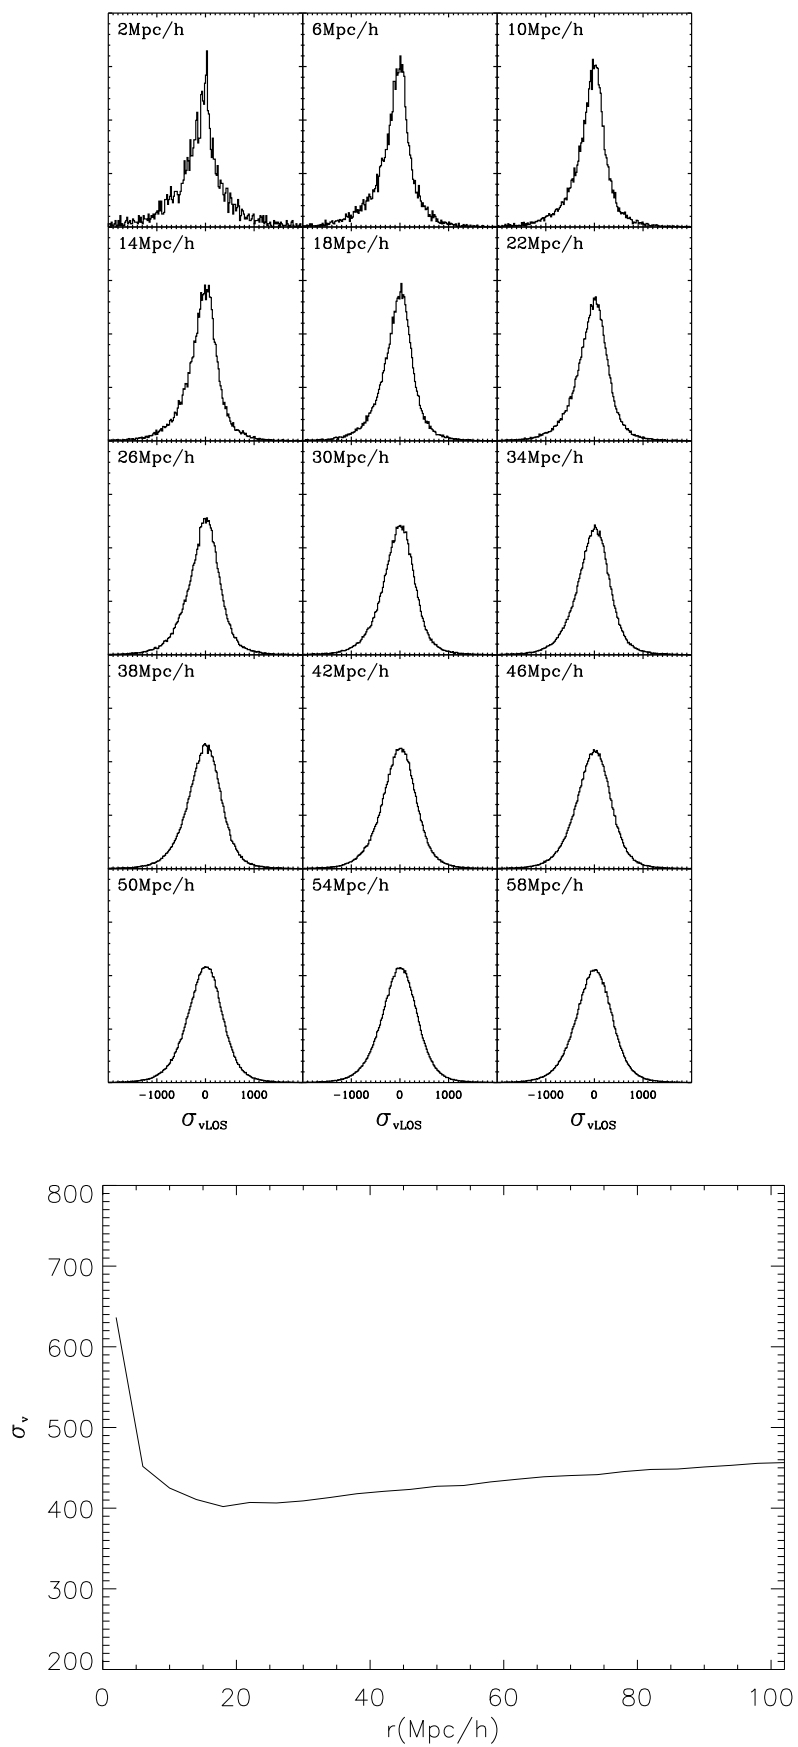 2Mpc/h 6Mpc/h 10Mpc/h
14Mpc/h 18Mpc/h 22Mpc/h
26Mpc/h 30Mpc/h 34Mpc/h
38Mpc/h 42Mpc/h 46Mpc/h
50Mpc/h 54Mpc/h 58Mpc/h
-1000 0 1000 -1000 0 1000 -1000 0 1000
σvLOS σvLOS σvLOS
800
700
600
500
σv
400
300
200
0 20 40 60 80 100
r(Mpc/h)